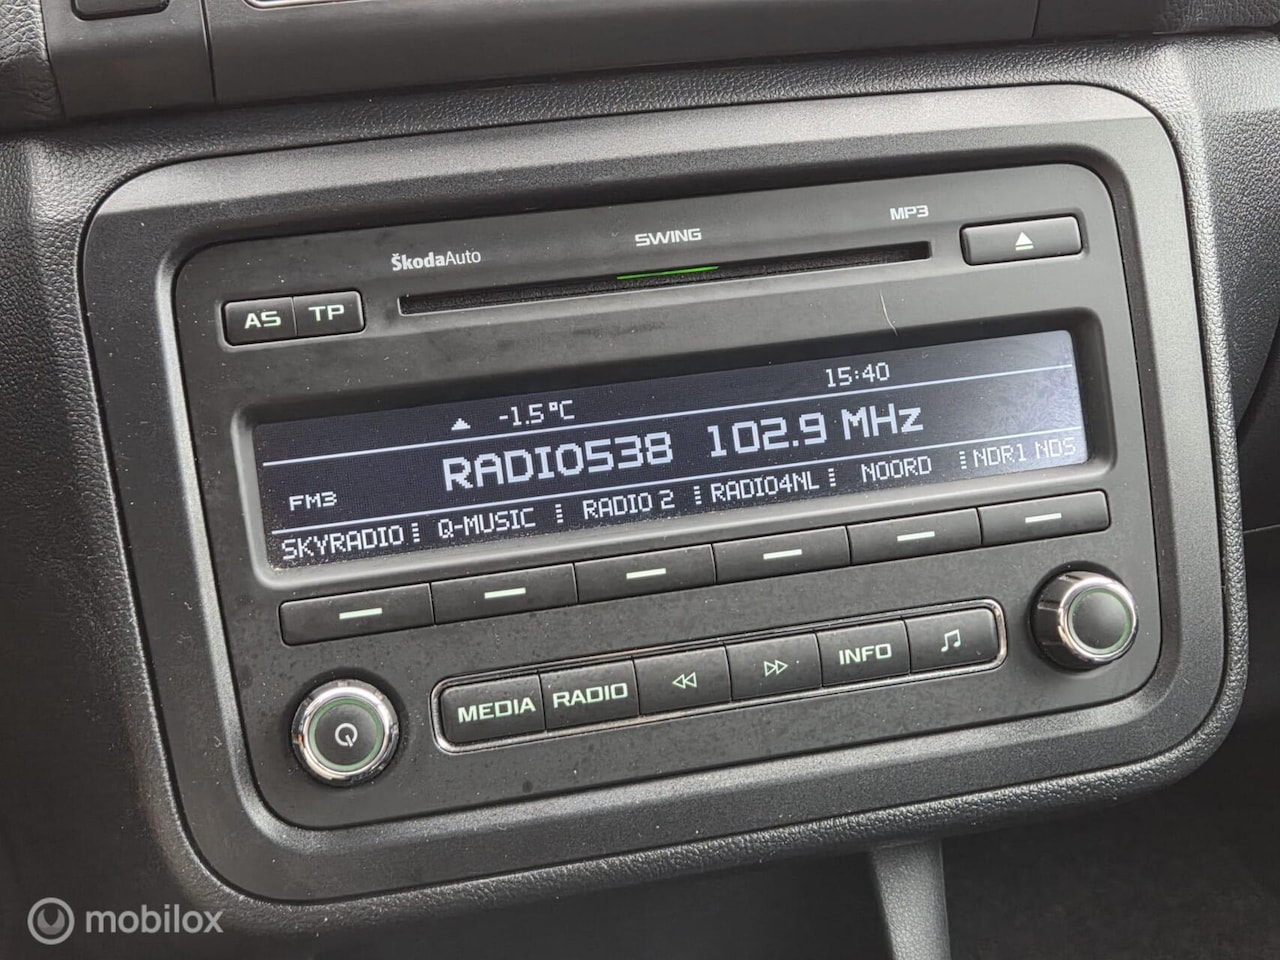 ŠkodaAuto
SWING
MP3
AS
TP
-1.5°C
15:40
RADIO538 102.9 MHz
FM3
SKYRADIO Q-MUSIC RADIO 2 RADIO4NL NOORD NDR1 NDS
MEDIA
RADIO
INFO
mobilox